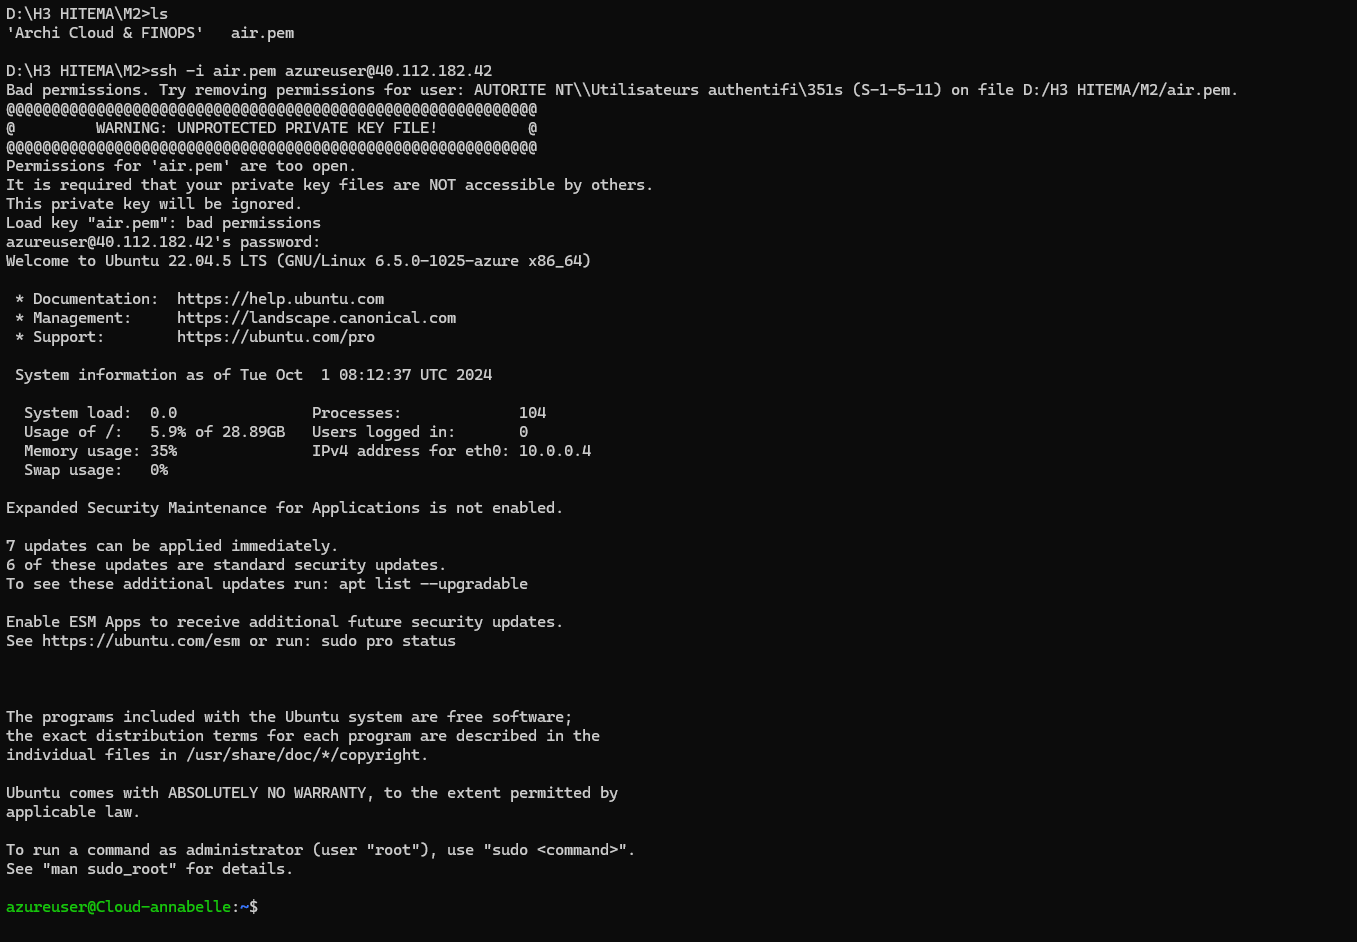 D:\H3 HITEMA\M2>ls
'Archi Cloud & FINOPS'   air.pem
D:\H3 HITEMA\M2>ssh -i air.pem azureuser@40.112.182.42
Bad permissions. Try removing permissions for user: AUTORITE NT\\Utilisateurs authentifi\351s (S-1-5-11) on file D:/H3 HITEMA/M2/air.pem.
@@@@@@@@@@@@@@@@@@@@@@@@@@@@@@@@@@@@@@@@@@@@@@@@@@@@@@@@@@@
@         WARNING: UNPROTECTED PRIVATE KEY FILE!          @
@@@@@@@@@@@@@@@@@@@@@@@@@@@@@@@@@@@@@@@@@@@@@@@@@@@@@@@@@@@
Permissions for 'air.pem' are too open.
It is required that your private key files are NOT accessible by others.
This private key will be ignored.
Load key "air.pem": bad permissions
azureuser@40.112.182.42's password:
Welcome to Ubuntu 22.04.5 LTS (GNU/Linux 6.5.0-1025-azure x86_64)
 * Documentation:  https://help.ubuntu.com
 * Management:     https://landscape.canonical.com
 * Support:        https://ubuntu.com/pro
 System information as of Tue Oct  1 08:12:37 UTC 2024
  System load:  0.0               Processes:             104
  Usage of /:   5.9% of 28.89GB   Users logged in:       0
  Memory usage: 35%               IPv4 address for eth0: 10.0.0.4
  Swap usage:   0%
Expanded Security Maintenance for Applications is not enabled.
7 updates can be applied immediately.
6 of these updates are standard security updates.
To see these additional updates run: apt list --upgradable
Enable ESM Apps to receive additional future security updates.
See https://ubuntu.com/esm or run: sudo pro status
The programs included with the Ubuntu system are free software;
the exact distribution terms for each program are described in the
individual files in /usr/share/doc/*/copyright.
Ubuntu comes with ABSOLUTELY NO WARRANTY, to the extent permitted by
applicable law.
To run a command as administrator (user "root"), use "sudo <command>".
See "man sudo_root" for details.
azureuser@Cloud-annabelle:~$